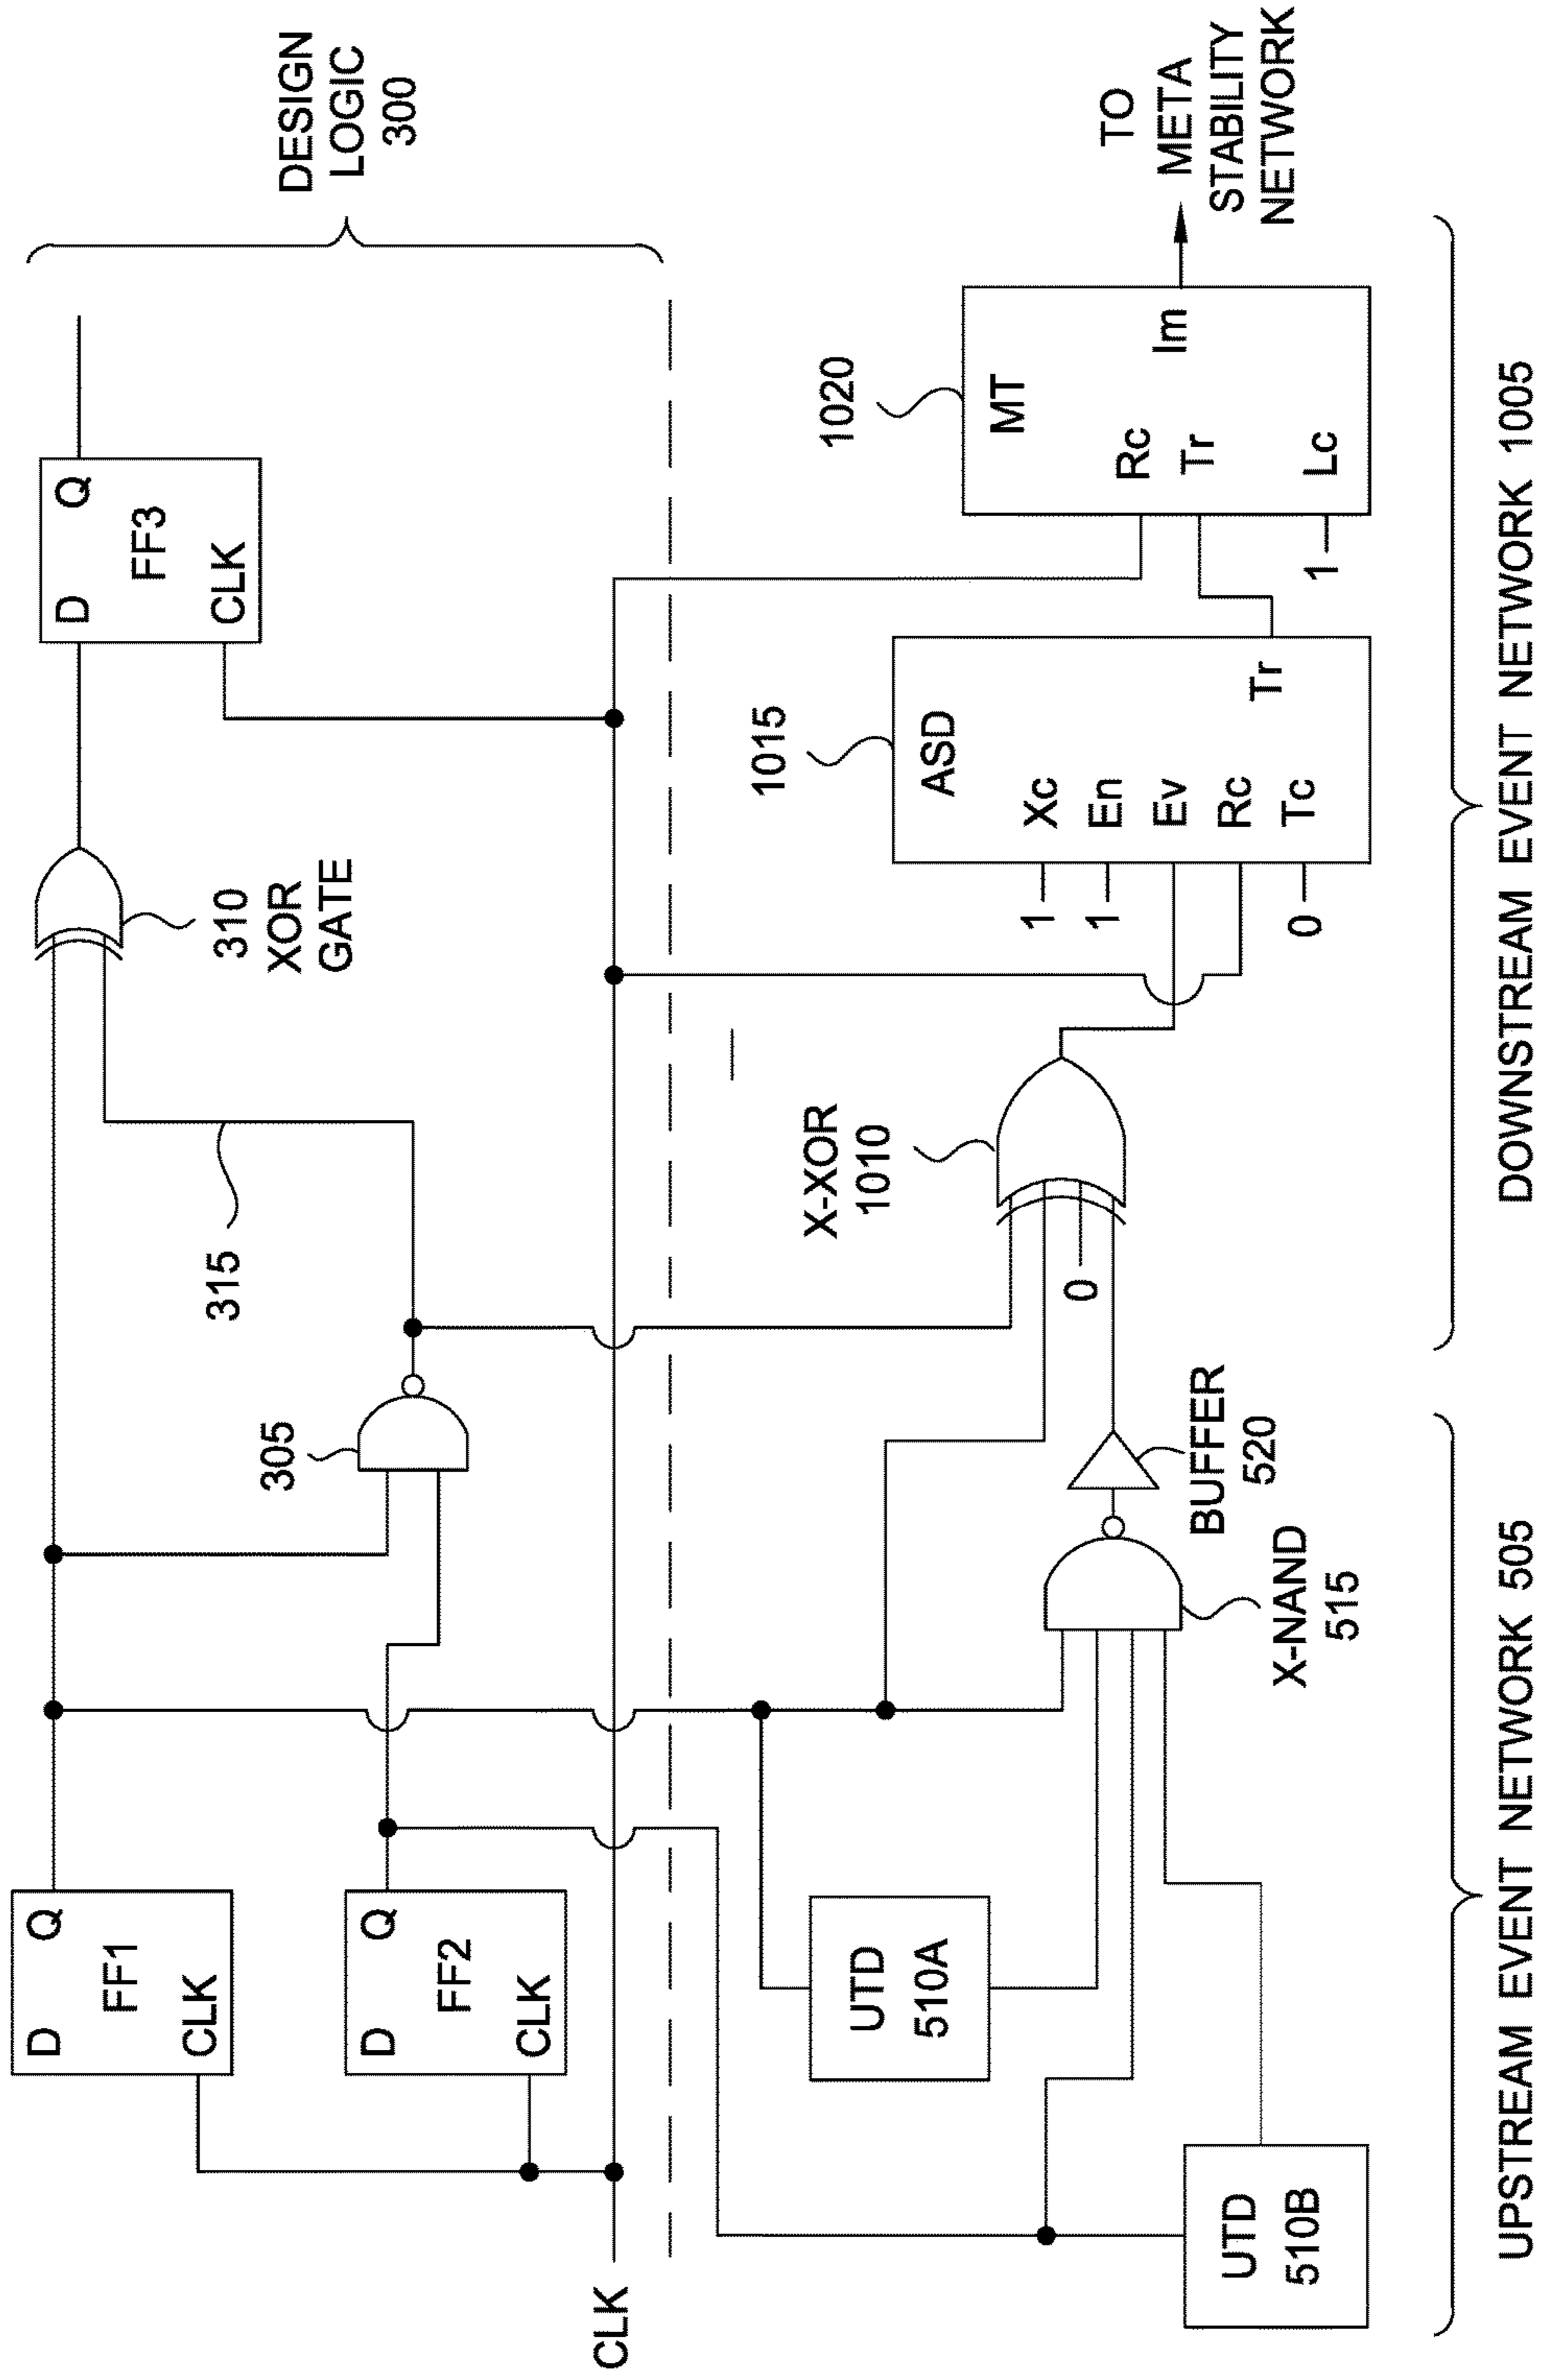 DESIGN
LOGIC
300
D Q
FF1
CLK
D Q
FF2
CLK
305
315
310
XOR
GATE
D Q
FF3
CLK
CLK
UTD
510A
UTD
510B
X-NAND
515
BUFFER
520
X-XOR
1010
0
1015
ASD
1 Xc
1 En
Ev
Rc
0 Tc
Tr
1020
MT
Rc
Tr
1 Lc
Im
TO
META
STABILITY
NETWORK
UPSTREAM EVENT NETWORK 505
DOWNSTREAM EVENT NETWORK 1005